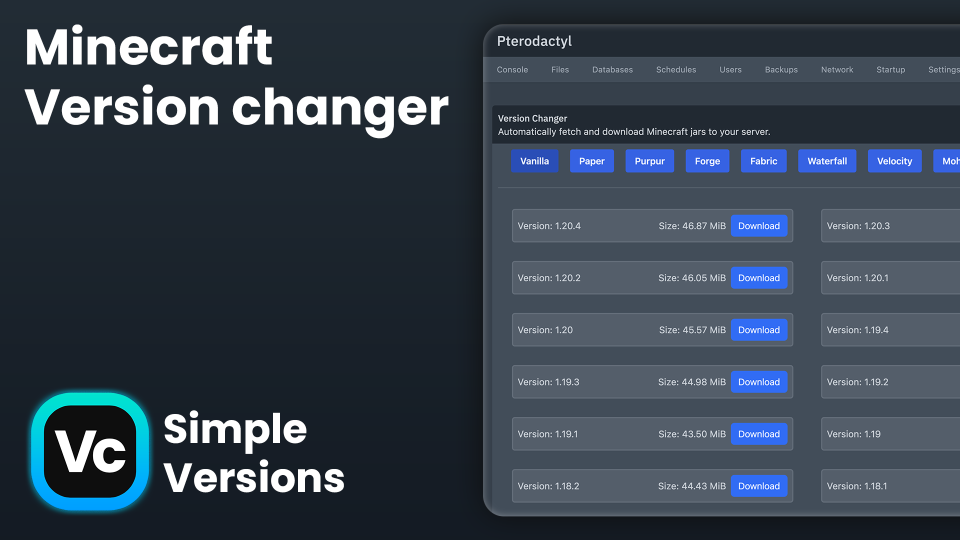 Minecraft
Version changer
Vc
Simple
Versions
Pterodactyl
Console Files Databases Schedules Users Backups Network Startup Settings
Version Changer
Automatically fetch and download Minecraft jars to your server.
Vanilla Paper Purpur Forge Fabric Waterfall Velocity Moh
Version: 1.20.4 Size: 46.87 MiB Download Version: 1.20.3
Version: 1.20.2 Size: 46.05 MiB Download Version: 1.20.1
Version: 1.20 Size: 45.57 MiB Download Version: 1.19.4
Version: 1.19.3 Size: 44.98 MiB Download Version: 1.19.2
Version: 1.19.1 Size: 43.50 MiB Download Version: 1.19
Version: 1.18.2 Size: 44.43 MiB Download Version: 1.18.1